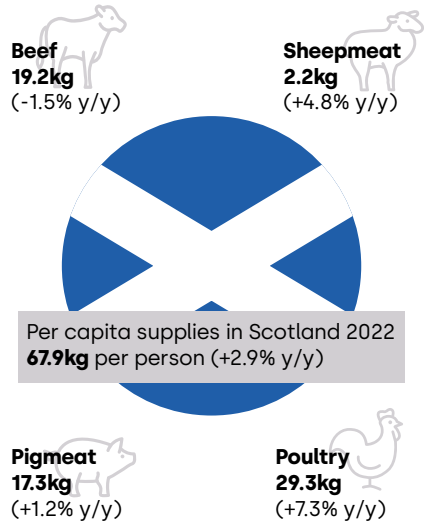 Beef
19.2kg
(-1.5% y/y)
Sheepmeat
2.2kg
(+4.8% y/y)
Per capita supplies in Scotland 2022
67.9kg per person (+2.9% y/y)
Pigmeat
17.3kg
(+1.2% y/y)
Poultry
29.3kg
(+7.3% y/y)